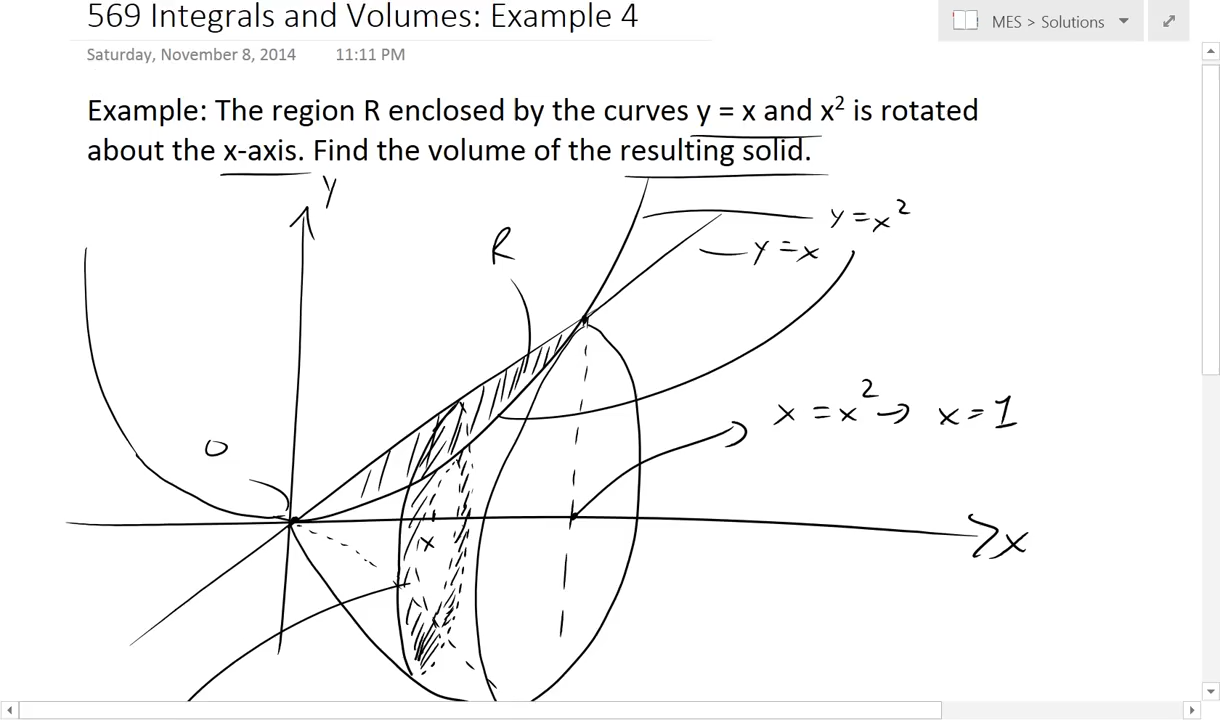 569 Integrals and Volumes: Example 4
MES > Solutions
Saturday, November 8, 2014 11:11 PM
Example: The region R enclosed by the curves y = x and x² is rotated
about the x-axis. Find the volume of the resulting solid.
y
R
y = x²
y = x
x = x² → x = 1
O
x
x